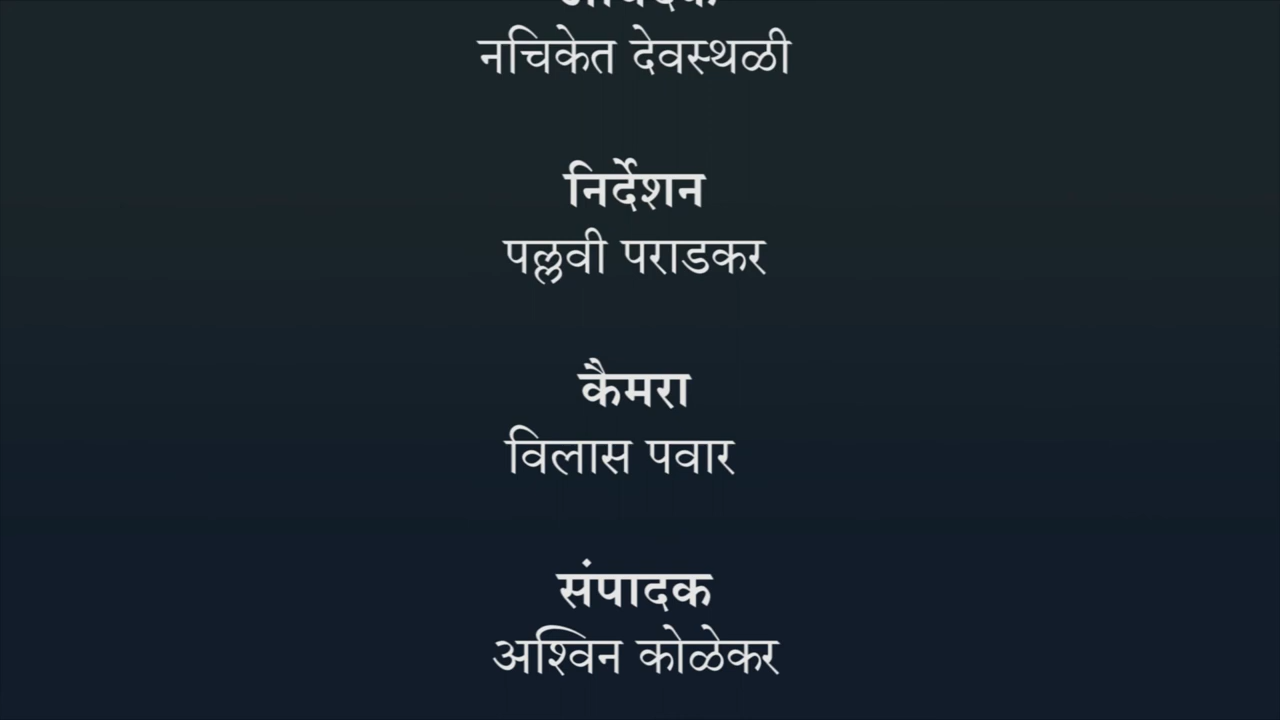 नचिकेत देवस्थळी
निर्देशन
पल्लवी पराडकर
कैमरा
विलास पवार
संपादक
अश्विन कोळेकर